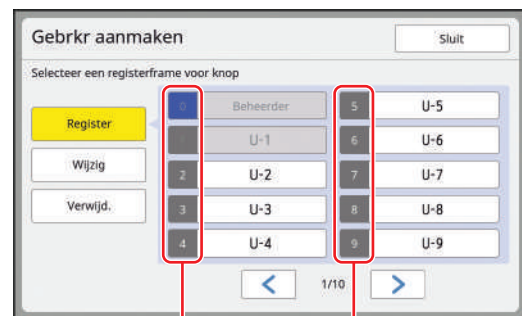 Gebrkr aanmaken
Sluit
Selecteer een registerframe voor knop
Register
Wijzig
Verwijd.
0 Beheerder
1 U-1
2 U-2
3 U-3
4 U-4
5 U-5
6 U-6
7 U-7
8 U-8
9 U-9
1/10